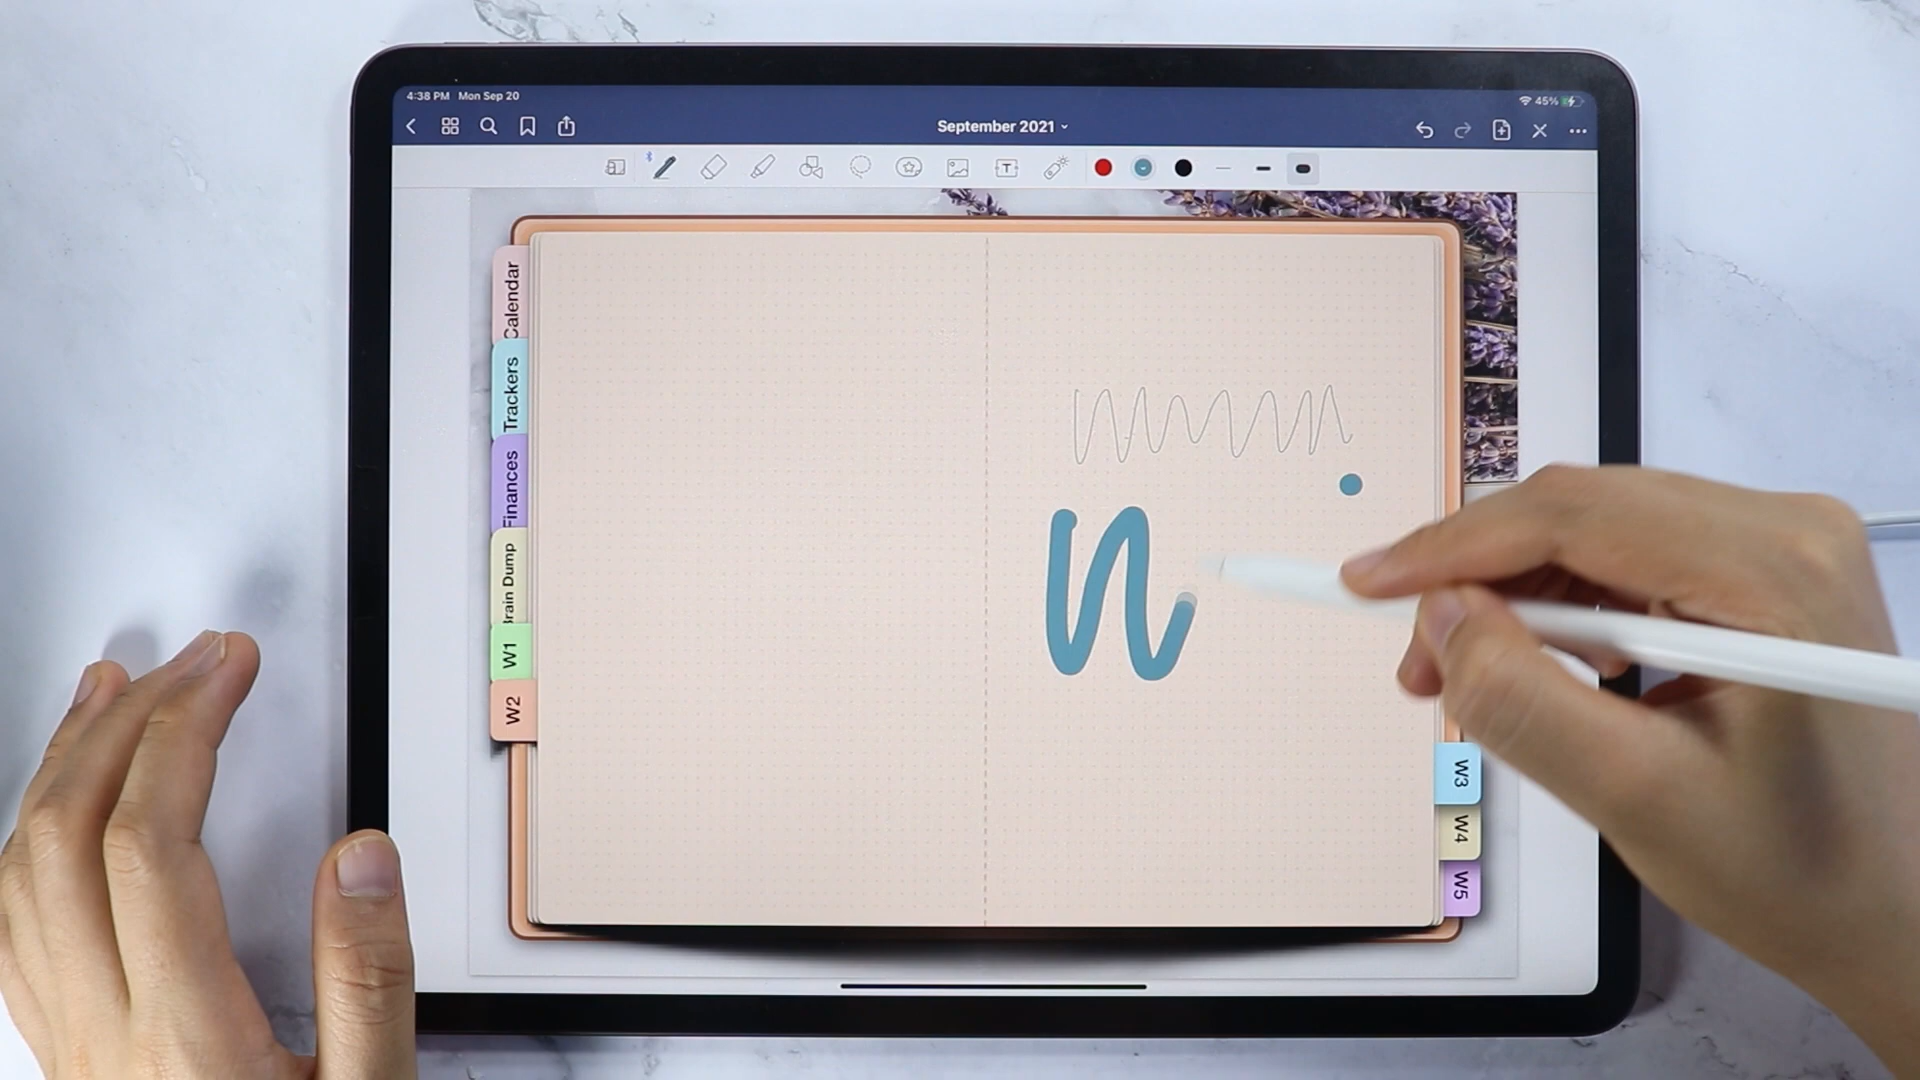 4:38 PM Mon Sep 20
45%
September 2021
T
Calendar
Trackers
Finances
Brain Dump
W1
W2
W3
W4
W5